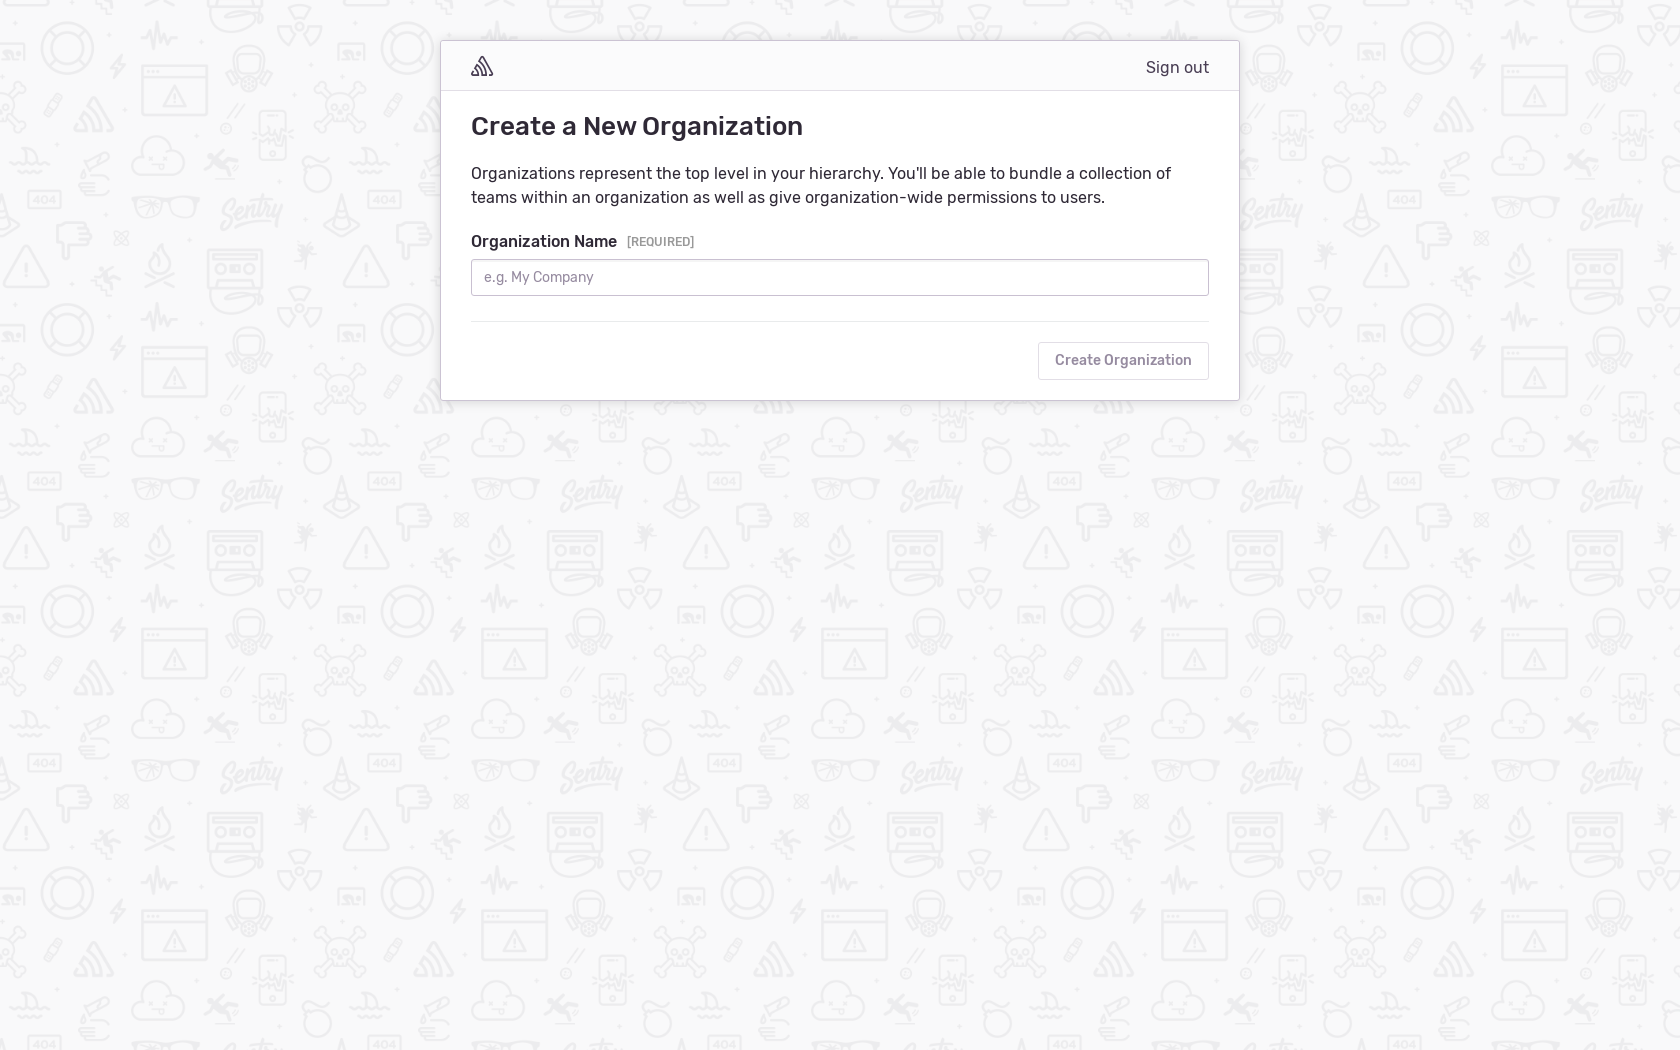 Sign out
Create a New Organization
Organizations represent the top level in your hierarchy. You'll be able to bundle a collection of
teams within an organization as well as give organization-wide permissions to users.
Organization Name [REQUIRED]
e.g. My Company
Create Organization
404
Sentry